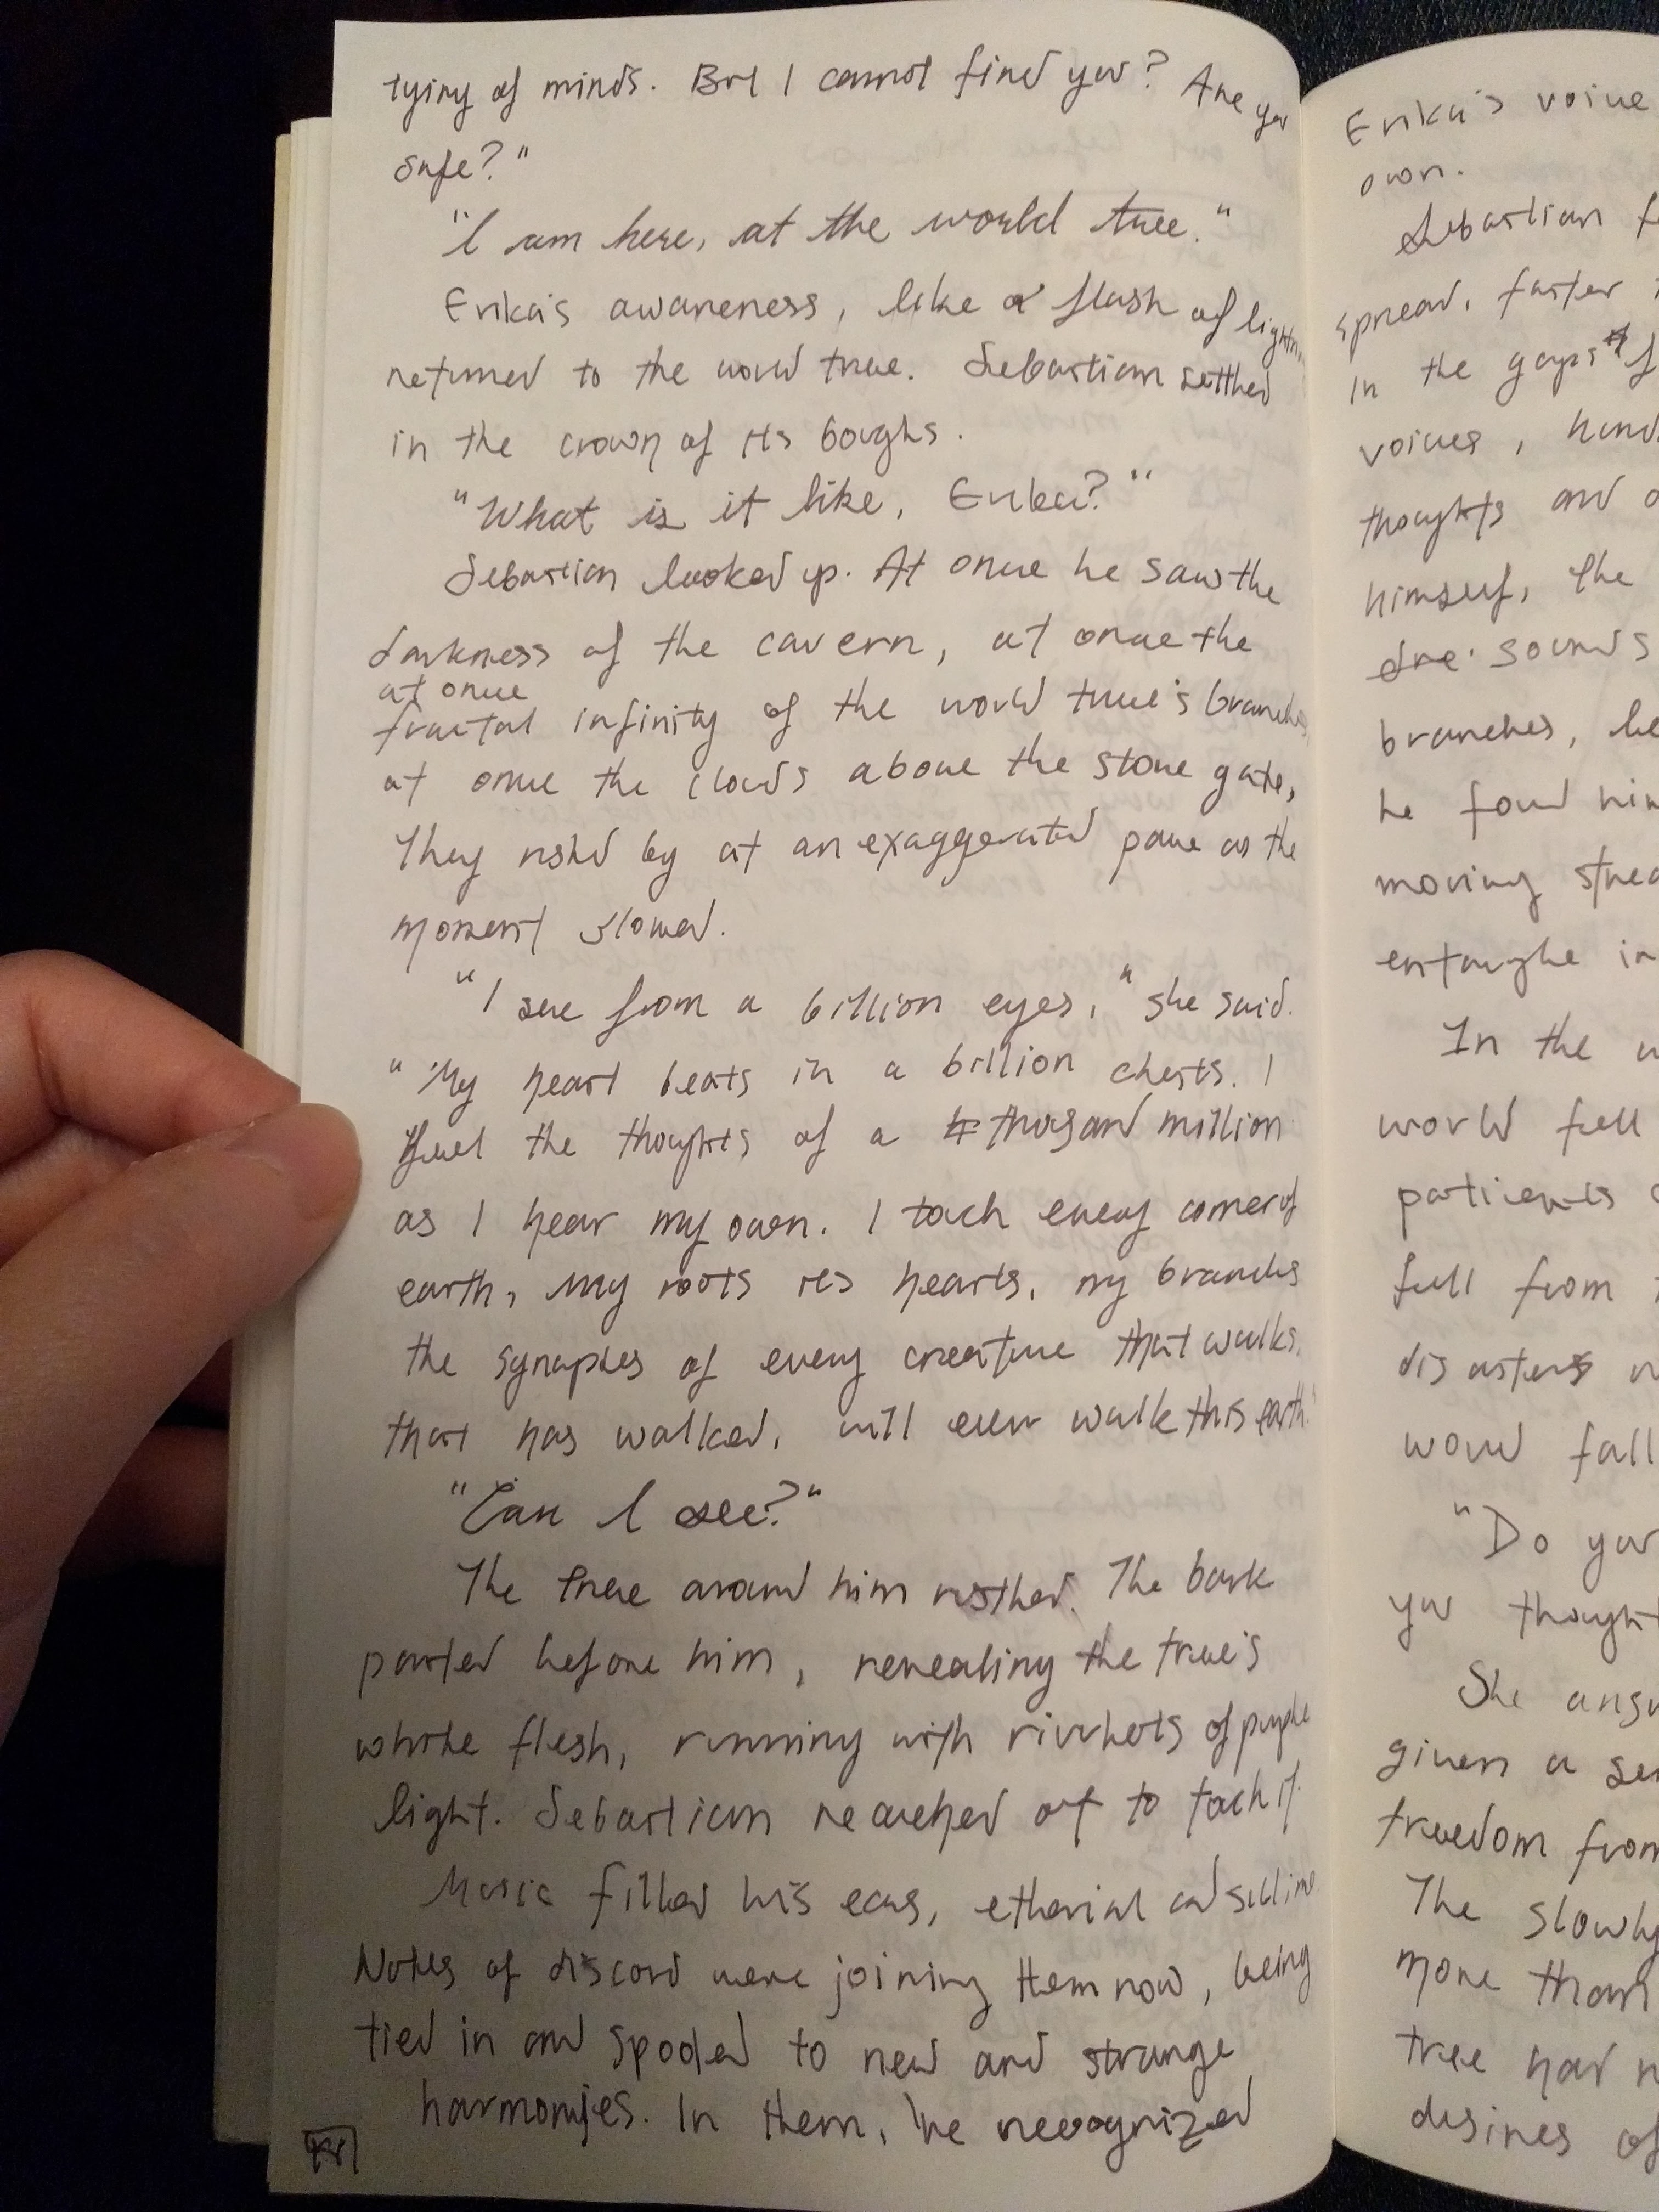 tying of minds. But I cannot find you? Are you
safe?"
"I am here, at the world tree."
Erika's awareness, like a flash of lightn
returned to the world tree. Sebastian settled
in the crown of its boughs.
"What is it like, Erika?"
Sebastian looked up. At once he saw the
darkness of the cavern, at once the
at once
fractal infinity of the world tree's branches
at once the clouds above the stone gate,
They rushed by at an exaggerated pace as the
moment slowed.
"I see from a billion eyes," she said.
"My heart beats in a billion chests. I
feel the thoughts of a thousand million
as I hear my own. I touch every corner of
earth, my roots its hearts, my branches
the synapses of every creature that walks,
that has walked, will ever walk this earth."
"Can I see?"
The tree around him rustled. The bark
parted before him, revealing the tree's
white flesh, running with rivulets of purple
light. Sebastian reached out to touch it.
Music filled his ears, etherial and sublime
Notes of discord were joining them now, being
tied in and spooled to new and strange
harmonies. In them, he recognized
Erika's voice
own.
Sebastian fe
spread, faster
in the gaps of
voices, hund
thoughts and
himself, the
sounds
branches, he
he found him
moving strea
entangle in
In the w
world fell
patients
fell from
disasters
would fall
"Do you
you thought
She answ
given a se
freedom from
The slowly
more than
tree had n
desires of